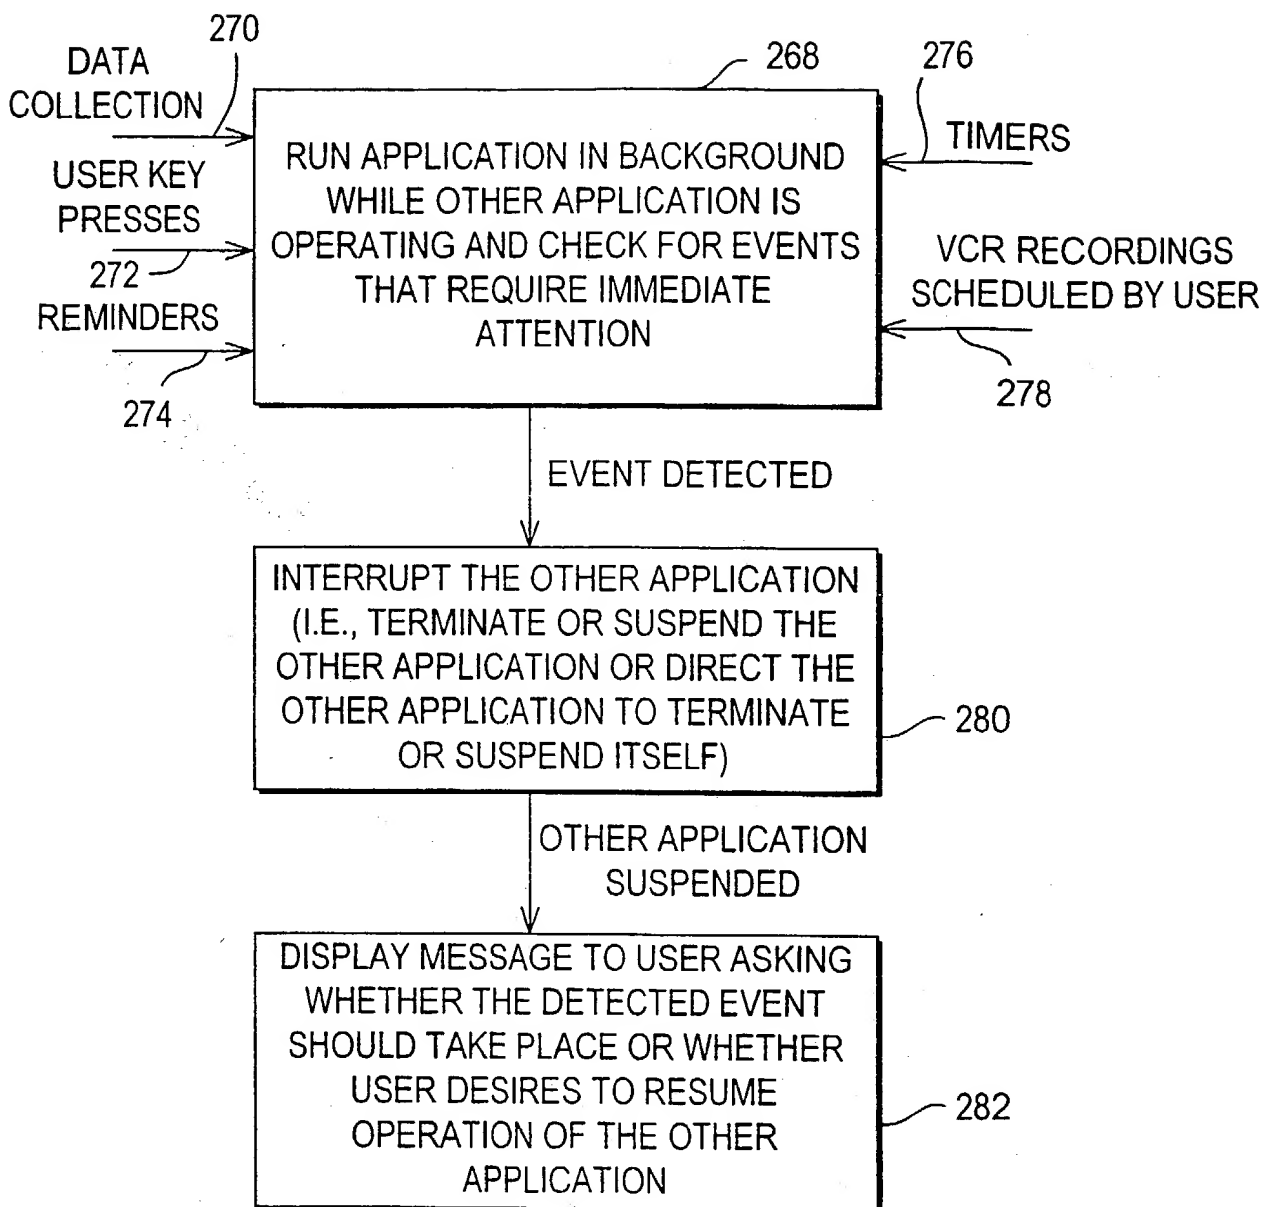 270
DATA
COLLECTION
USER KEY
PRESSES
272
REMINDERS
274
268
276
TIMERS
VCR RECORDINGS
SCHEDULED BY USER
278
RUN APPLICATION IN BACKGROUND
WHILE OTHER APPLICATION IS
OPERATING AND CHECK FOR EVENTS
THAT REQUIRE IMMEDIATE
ATTENTION
EVENT DETECTED
INTERRUPT THE OTHER APPLICATION
(I.E., TERMINATE OR SUSPEND THE
OTHER APPLICATION OR DIRECT THE
OTHER APPLICATION TO TERMINATE
OR SUSPEND ITSELF)
280
OTHER APPLICATION
SUSPENDED
DISPLAY MESSAGE TO USER ASKING
WHETHER THE DETECTED EVENT
SHOULD TAKE PLACE OR WHETHER
USER DESIRES TO RESUME
OPERATION OF THE OTHER
APPLICATION
282